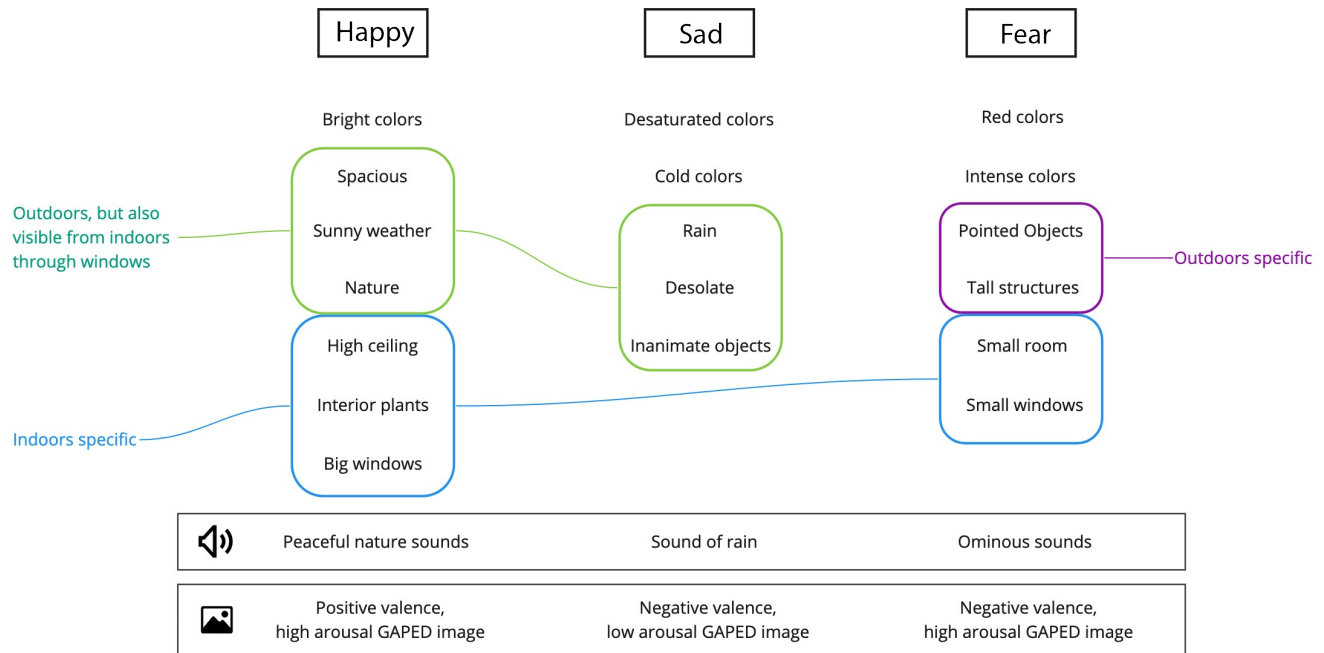 Happy
Sad
Fear
Bright colors
Desaturated colors
Red colors
Spacious
Cold colors
Intense colors
Outdoors, but also
visible from indoors
through windows
Sunny weather
Rain
Pointed Objects
Outdoors specific
Nature
Desolate
Tall structures
High ceiling
Inanimate objects
Small room
Interior plants
Small windows
Indoors specific
Big windows
Peaceful nature sounds
Sound of rain
Ominous sounds
Positive valence,
high arousal GAPED image
Negative valence,
low arousal GAPED image
Negative valence,
high arousal GAPED image